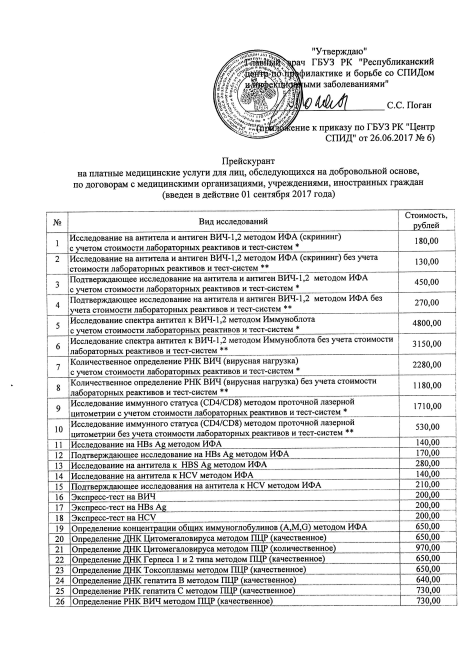 "Утверждаю"
Главный врач ГБУЗ РК "Республиканский
центр по профилактике и борьбе со СПИДом
и инфекционными заболеваниями"
С.С. Поган
(приложение к приказу по ГБУЗ РК "Центр
СПИД" от 26.06.2017 № 6)
Прейскурант
на платные медицинские услуги для лиц, обследующихся на добровольной основе,
по договорам с медицинскими организациями, учреждениями, иностранных граждан
(введен в действие 01 сентября 2017 года)
№ Вид исследований Стоимость, рублей
1 Исследование на антитела и антиген ВИЧ-1,2 методом ИФА (скрининг)
с учетом стоимости лабораторных реактивов и тест-систем * 180,00
2 Исследование на антитела и антиген ВИЧ-1,2 методом ИФА (скрининг) без учета
стоимости лабораторных реактивов и тест-систем ** 130,00
3 Подтверждающее исследование на антитела и антиген ВИЧ-1,2 методом ИФА
с учетом стоимости лабораторных реактивов и тест-систем * 450,00
4 Подтверждающее исследование на антитела и антиген ВИЧ-1,2 методом ИФА без
учета стоимости лабораторных реактивов и тест-систем ** 270,00
5 Исследование спектра антител к ВИЧ-1,2 методом Иммуноблота
с учетом стоимости лабораторных реактивов и тест-систем * 4800,00
6 Исследование спектра антител к ВИЧ-1,2 методом Иммуноблота без учета стоимости
лабораторных реактивов и тест-систем ** 3150,00
7 Количественное определение РНК ВИЧ (вирусная нагрузка)
с учетом стоимости лабораторных реактивов и тест-систем * 2280,00
8 Количественное определение РНК ВИЧ (вирусная нагрузка) без учета стоимости
лабораторных реактивов и тест-систем ** 1180,00
9 Исследование иммунного статуса (CD4/CD8) методом проточной лазерной
цитометрии с учетом стоимости лабораторных реактивов и тест-систем * 1710,00
10 Исследование иммунного статуса (CD4/CD8) методом проточной лазерной
цитометрии без учета стоимости лабораторных реактивов и тест-систем ** 530,00
11 Исследование на HBs Ag методом ИФА 140,00
12 Подтверждающее исследование на HBs Ag методом ИФА 170,00
13 Исследование на антитела к HBS Ag методом ИФА 280,00
14 Исследование на антитела к HCV методом ИФА 140,00
15 Подтверждающее исследования на антитела к HCV методом ИФА 210,00
16 Экспресс-тест на ВИЧ 200,00
17 Экспресс-тест на HBs Ag 200,00
18 Экспресс-тест на HCV 200,00
19 Определение концентрации общих иммуноглобулинов (A,M,G) методом ИФА 650,00
20 Определение ДНК Цитомегаловируса методом ПЦР (качественное) 650,00
21 Определение ДНК Цитомегаловируса методом ПЦР (количественное) 970,00
22 Определение ДНК Герпеса 1 и 2 типа методом ПЦР (качественное) 650,00
23 Определение ДНК Токсоплазмы методом ПЦР (качественное) 650,00
24 Определение ДНК гепатита В методом ПЦР (качественное) 640,00
25 Определение РНК гепатита С методом ПЦР (качественное) 730,00
26 Определение РНК ВИЧ методом ПЦР (качественное) 730,00